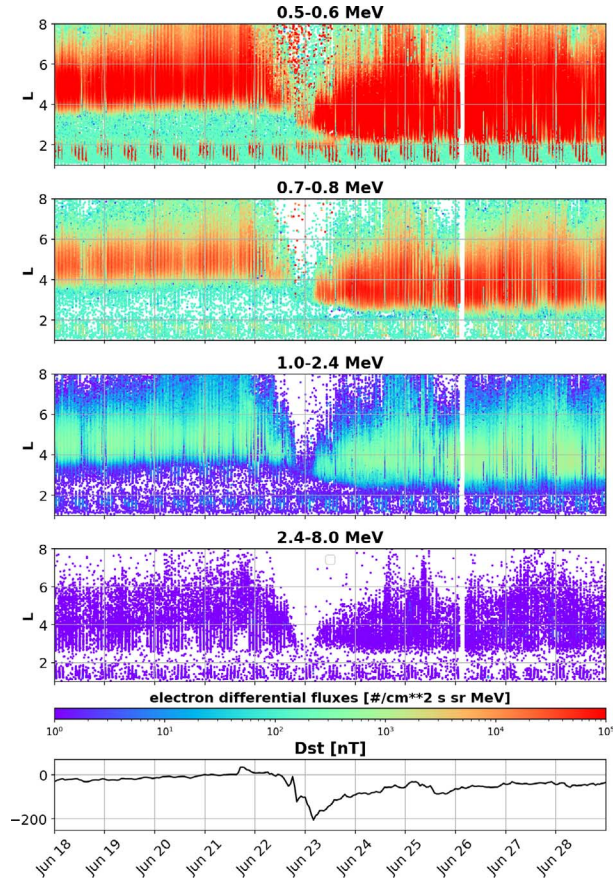 0.5-0.6 MeV
8
6
L
4
2
0.7-0.8 MeV
8
6
L
4
2
1.0-2.4 MeV
8
6
L
4
2
2.4-8.0 MeV
8
6
L
4
2
electron differential fluxes [#/cm**2 s sr MeV]
10⁰ 10¹ 10² 10³ 10⁴ 10⁵
Dst [nT]
0
−200
Jun 18 Jun 19 Jun 20 Jun 21 Jun 22 Jun 23 Jun 24 Jun 25 Jun 26 Jun 27 Jun 28